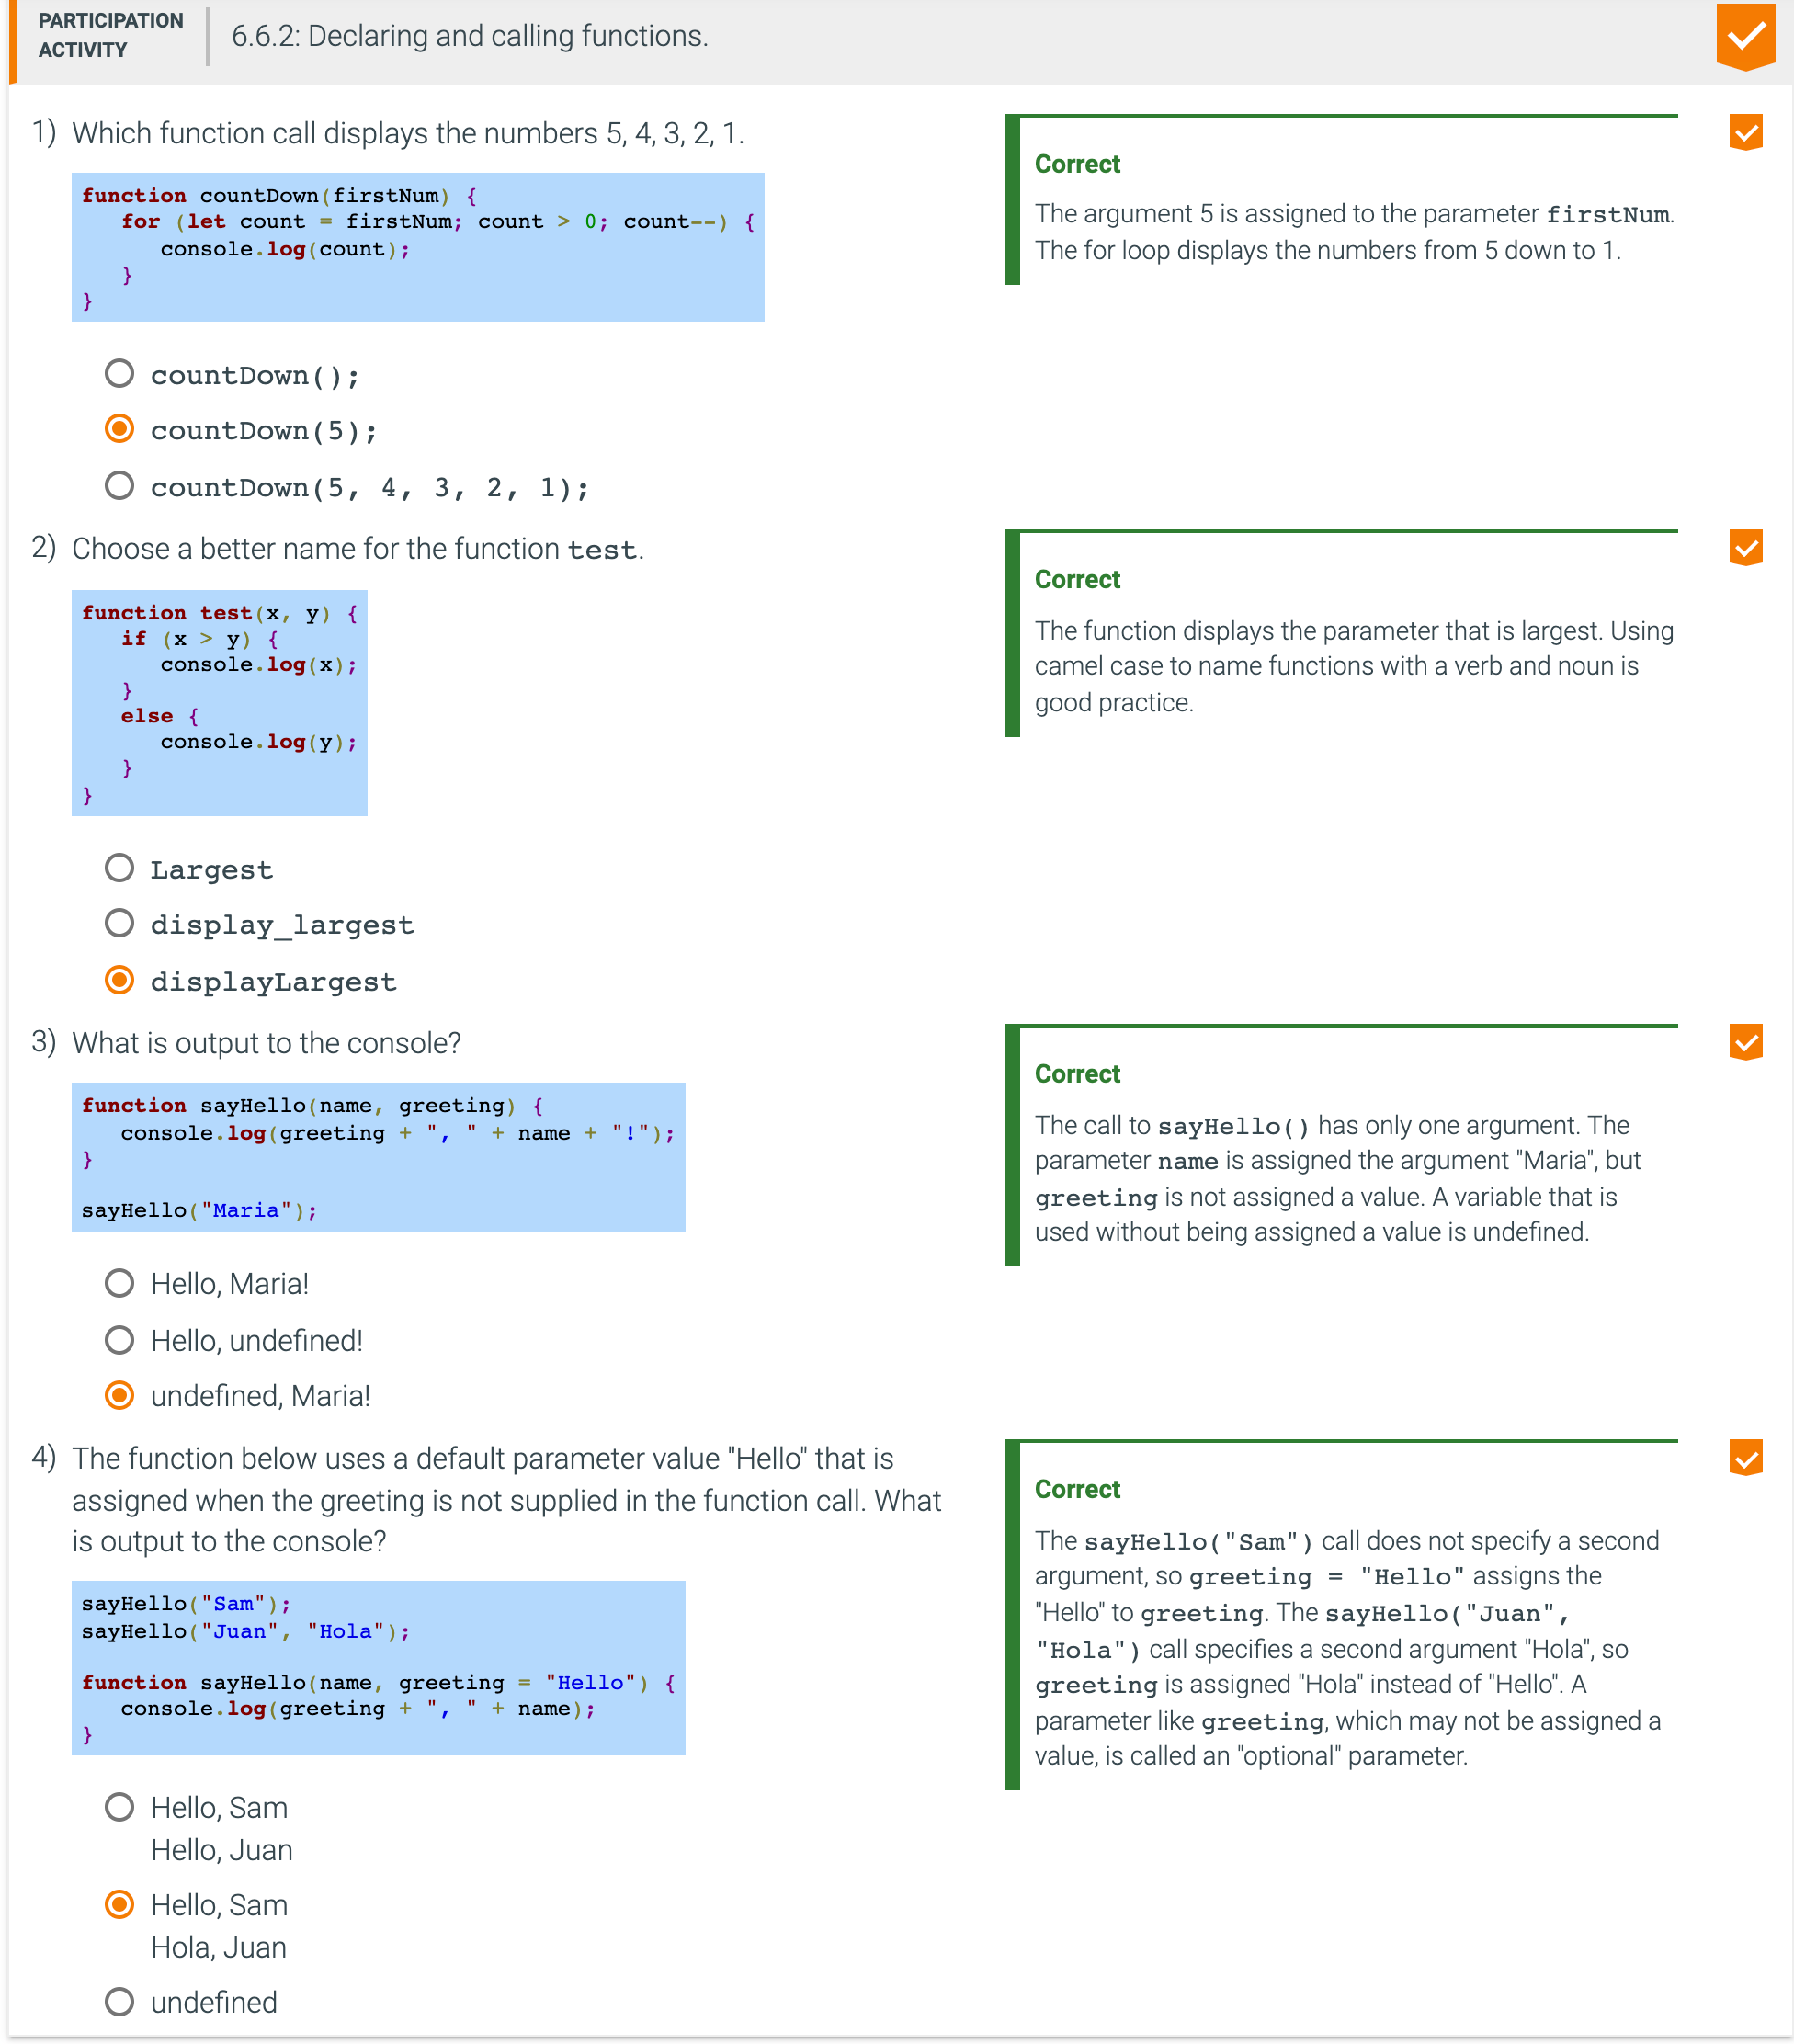 PARTICIPATION
ACTIVITY
6.6.2: Declaring and calling functions.
1) Which function call displays the numbers 5, 4, 3, 2, 1.
function countDown(firstNum) {
   for (let count = firstNum; count > 0; count--) {
      console.log(count);
   }
}
countDown();
countDown(5);
countDown(5, 4, 3, 2, 1);
Correct
The argument 5 is assigned to the parameter firstNum.
The for loop displays the numbers from 5 down to 1.
2) Choose a better name for the function test.
function test(x, y) {
   if (x > y) {
      console.log(x);
   }
   else {
      console.log(y);
   }
}
Largest
display_largest
displayLargest
Correct
The function displays the parameter that is largest. Using
camel case to name functions with a verb and noun is
good practice.
3) What is output to the console?
function sayHello(name, greeting) {
   console.log(greeting + ", " + name + "!");
}
sayHello("Maria");
Hello, Maria!
Hello, undefined!
undefined, Maria!
Correct
The call to sayHello() has only one argument. The
parameter name is assigned the argument "Maria", but
greeting is not assigned a value. A variable that is
used without being assigned a value is undefined.
4) The function below uses a default parameter value "Hello" that is
assigned when the greeting is not supplied in the function call. What
is output to the console?
sayHello("Sam");
sayHello("Juan", "Hola");
function sayHello(name, greeting = "Hello") {
   console.log(greeting + ", " + name);
}
Hello, Sam
Hello, Juan
Hello, Sam
Hola, Juan
undefined
Correct
The sayHello("Sam") call does not specify a second
argument, so greeting = "Hello" assigns the
"Hello" to greeting. The sayHello("Juan",
"Hola") call specifies a second argument "Hola", so
greeting is assigned "Hola" instead of "Hello". A
parameter like greeting, which may not be assigned a
value, is called an "optional" parameter.